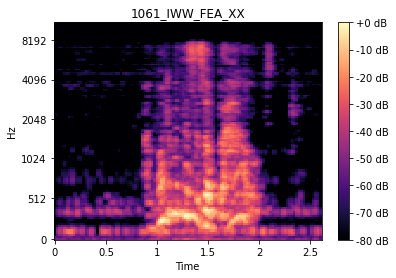 1061_IWW_FEA_XX
8192
4096
2048
1024
512
0
Hz
0 0.5 1 1.5 2 2.5
Time
+0 dB
-10 dB
-20 dB
-30 dB
-40 dB
-50 dB
-60 dB
-70 dB
-80 dB